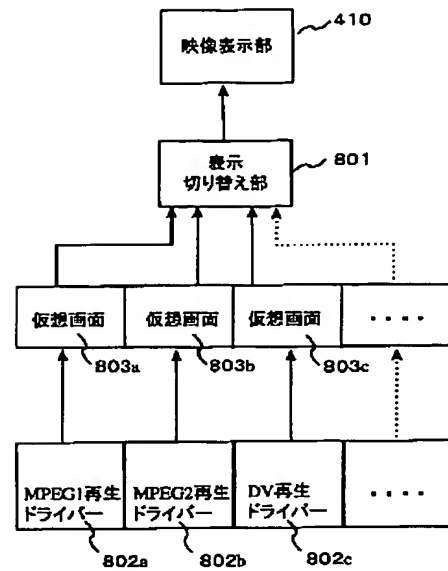 410
映像表示部
801
表示
切り替え部
仮想画面 仮想画面 仮想画面 ‥‥
803a 803b 803c
MPEG1再生 MPEG2再生 DV再生 ‥‥
ドライバー ドライバー ドライバー
802a 802b 802c